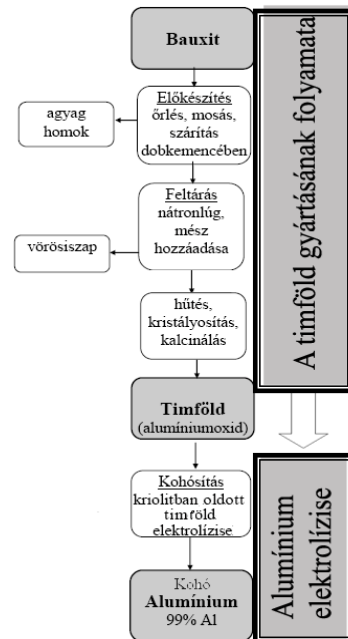 Bauxit
Előkészítés
őrlés, mosás,
szárítás
dobkemencében
agyag
homok
Feltárás
nátronlúg,
mész
hozzáadása
vörösiszap
hűtés,
kristályosítás,
kalcinálás
Timföld
(alumíniumoxid)
Kohósítás
kriolitban oldott
timföld
elektrolízise
Kohó
Alumínium
99% Al
A timföld gyártásának folyamata
Alumínium
elektrolízise